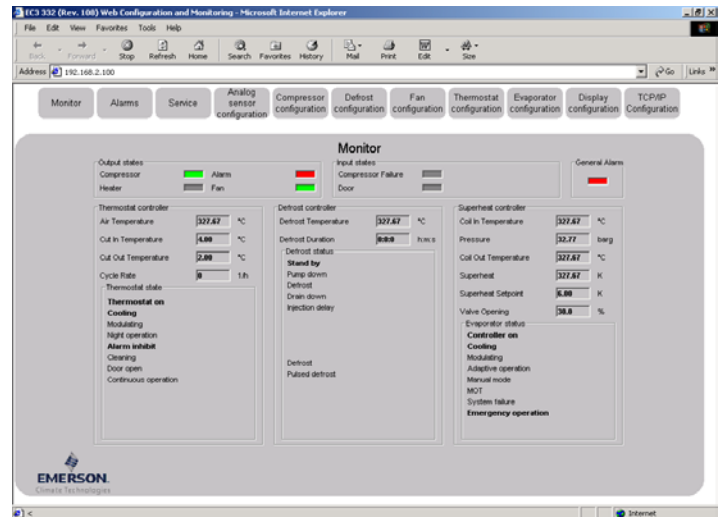 EC3 332 (Rev. 108) Web Configuration and Monitoring - Microsoft Internet Explorer
File Edit View Favorites Tools Help
Back Forward Stop Refresh Home Search Favorites History Mail Print Edit Size
Address 192.168.2.100 Go Links »
Monitor Alarms Service Analog sensor configuration Compressor configuration Defrost configuration Fan configuration Thermostat configuration Evaporator configuration Display configuration TCP/IP Configuration
Monitor
Output states
Compressor Alarm
Heater Fan
Input states
Compressor Failure
Door
General Alarm
Thermostat controller
Air Temperature 327.67 °C
Cut In Temperature 4.00 °C
Cut Out Temperature 2.00 °C
Cycle Rate 0 1/h
Thermostat state
Thermostat on
Cooling
Modulating
Night operation
Alarm inhibit
Cleaning
Door open
Continuous operation
Defrost controller
Defrost Temperature 327.67 °C
Defrost Duration 0:0:0 h:m:s
Defrost status
Stand by
Pump down
Defrost
Drain down
Injection delay
Defrost
Pulsed defrost
Superheat controller
Coil In Temperature 327.67 °C
Pressure 32.77 barg
Coil Out Temperature 327.67 °C
Superheat 327.67 K
Superheat Setpoint 6.00 K
Valve Opening 38.0 %
Evaporator status
Controller on
Cooling
Modulating
Adaptive operation
Manual mode
MOT
System failure
Emergency operation
EMERSON.
Climate Technologies
Internet